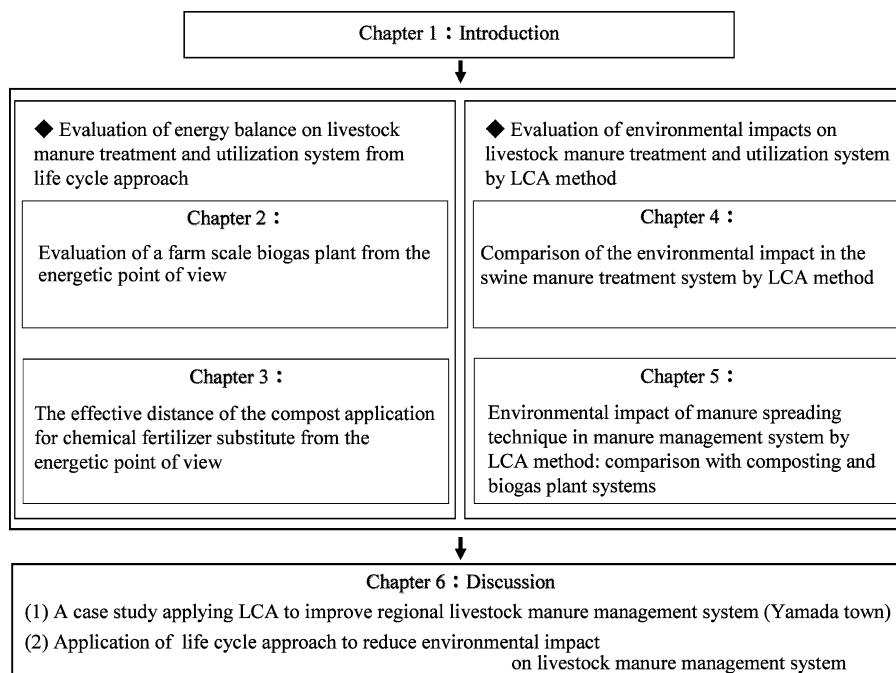 Chapter 1：Introduction
◆ Evaluation of energy balance on livestock
manure treatment and utilization system from
life cycle approach
Chapter 2：
Evaluation of a farm scale biogas plant from the
energetic point of view
Chapter 3：
The effective distance of the compost application
for chemical fertilizer substitute from the
energetic point of view
◆ Evaluation of environmental impacts on
livestock manure treatment and utilization system
by LCA method
Chapter 4：
Comparison of the environmental impact in the
swine manure treatment system by LCA method
Chapter 5：
Environmental impact of manure spreading
technique in manure management system by
LCA method: comparison with composting and
biogas plant systems
Chapter 6：Discussion
(1) A case study applying LCA to improve regional livestock manure management system (Yamada town)
(2) Application of life cycle approach to reduce environmental impact
on livestock manure management system